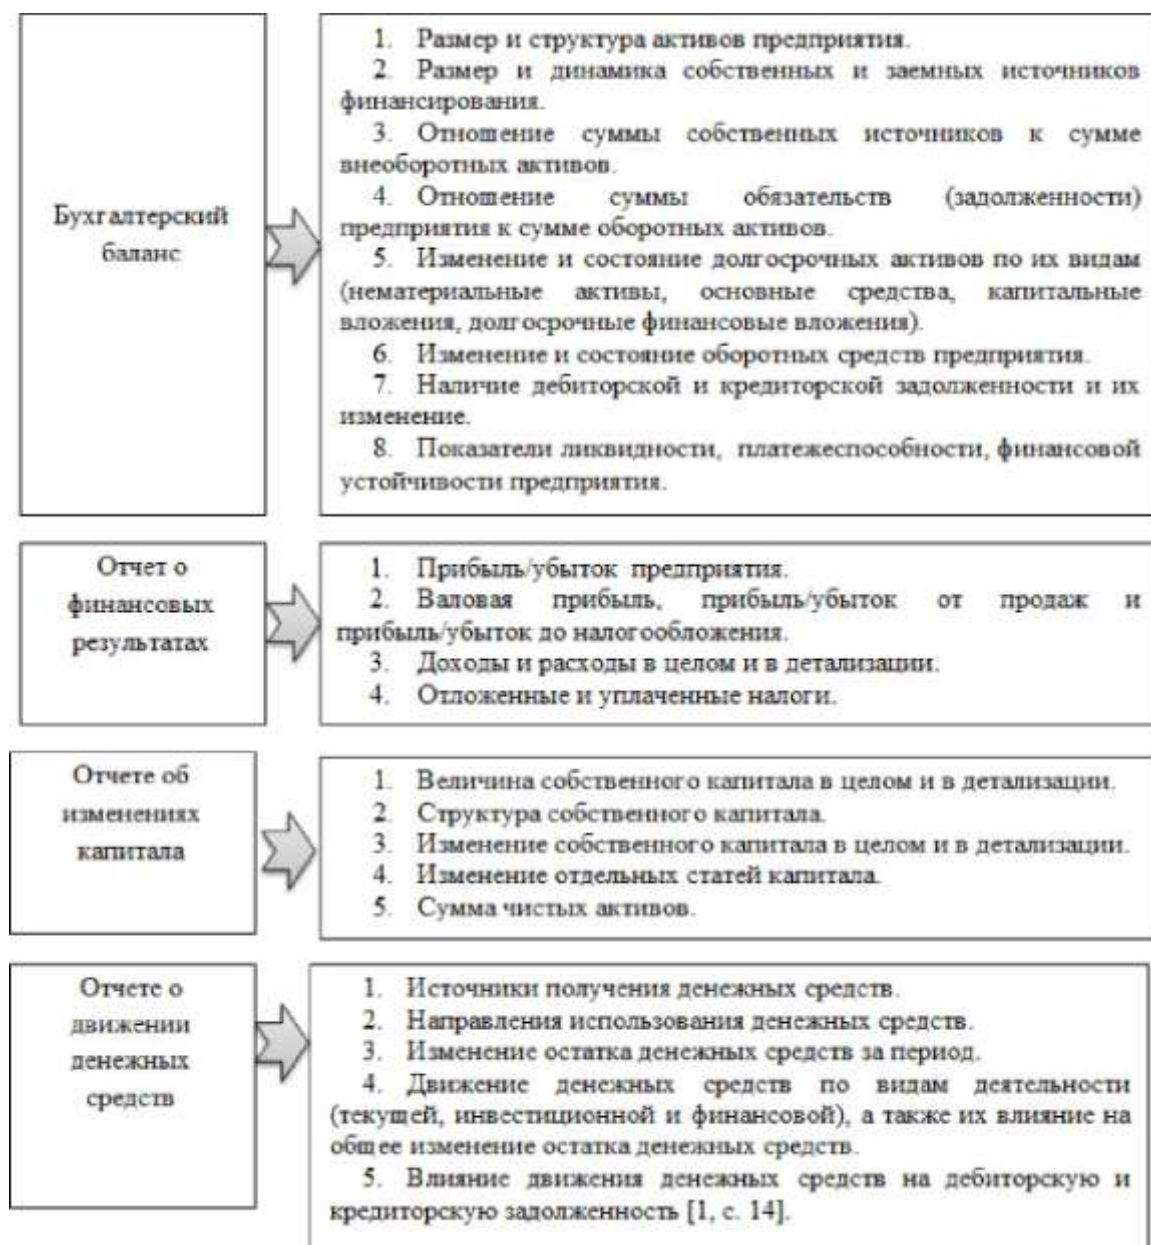 Бухгалтерский
баланс
1. Размер и структура активов предприятия.
2. Размер и динамика собственных и заемных источников
финансирования.
3. Отношение суммы собственных источников к сумме
внеоборотных активов.
4. Отношение суммы обязательств (задолженности)
предприятия к сумме оборотных активов.
5. Изменение и состояние долгосрочных активов по их видам
(нематериальные активы, основные средства, капитальные
вложения, долгосрочные финансовые вложения).
6. Изменение и состояние оборотных средств предприятия.
7. Наличие дебиторской и кредиторской задолженности и их
изменение.
8. Показатели ликвидности, платежеспособности, финансовой
устойчивости предприятия.
Отчет о
финансовых
результатах
1. Прибыль/убыток предприятия.
2. Валовая прибыль, прибыль/убыток от продаж и
прибыль/убыток до налогообложения.
3. Доходы и расходы в целом и в детализации.
4. Отложенные и уплаченные налоги.
Отчете об
изменениях
капитала
1. Величина собственного капитала в целом и в детализации.
2. Структура собственного капитала.
3. Изменение собственного капитала в целом и в детализации.
4. Изменение отдельных статей капитала.
5. Сумма чистых активов.
Отчете о
движении
денежных
средств
1. Источники получения денежных средств.
2. Направления использования денежных средств.
3. Изменение остатка денежных средств за период.
4. Движение денежных средств по видам деятельности
(текущей, инвестиционной и финансовой), а также их влияние на
общее изменение остатка денежных средств.
5. Влияние движения денежных средств на дебиторскую и
кредиторскую задолженность [1, с. 14].